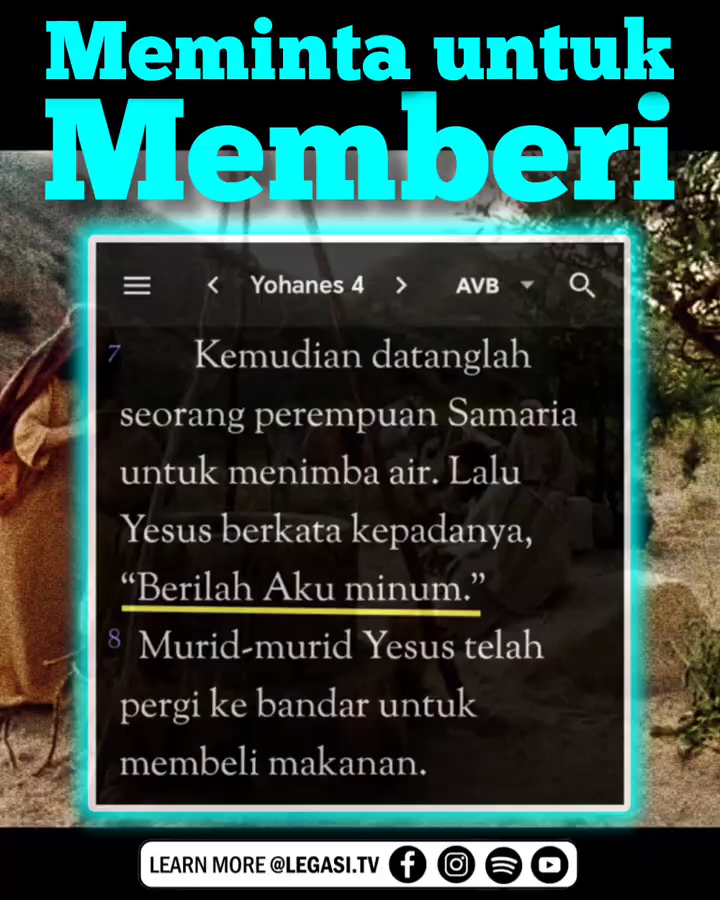 Meminta untuk
Memberi
Yohanes 4 AVB
7 Kemudian datanglah
seorang perempuan Samaria
untuk menimba air. Lalu
Yesus berkata kepadanya,
“Berilah Aku minum.”
8 Murid-murid Yesus telah
pergi ke bandar untuk
membeli makanan.
LEARN MORE @LEGASI.TV